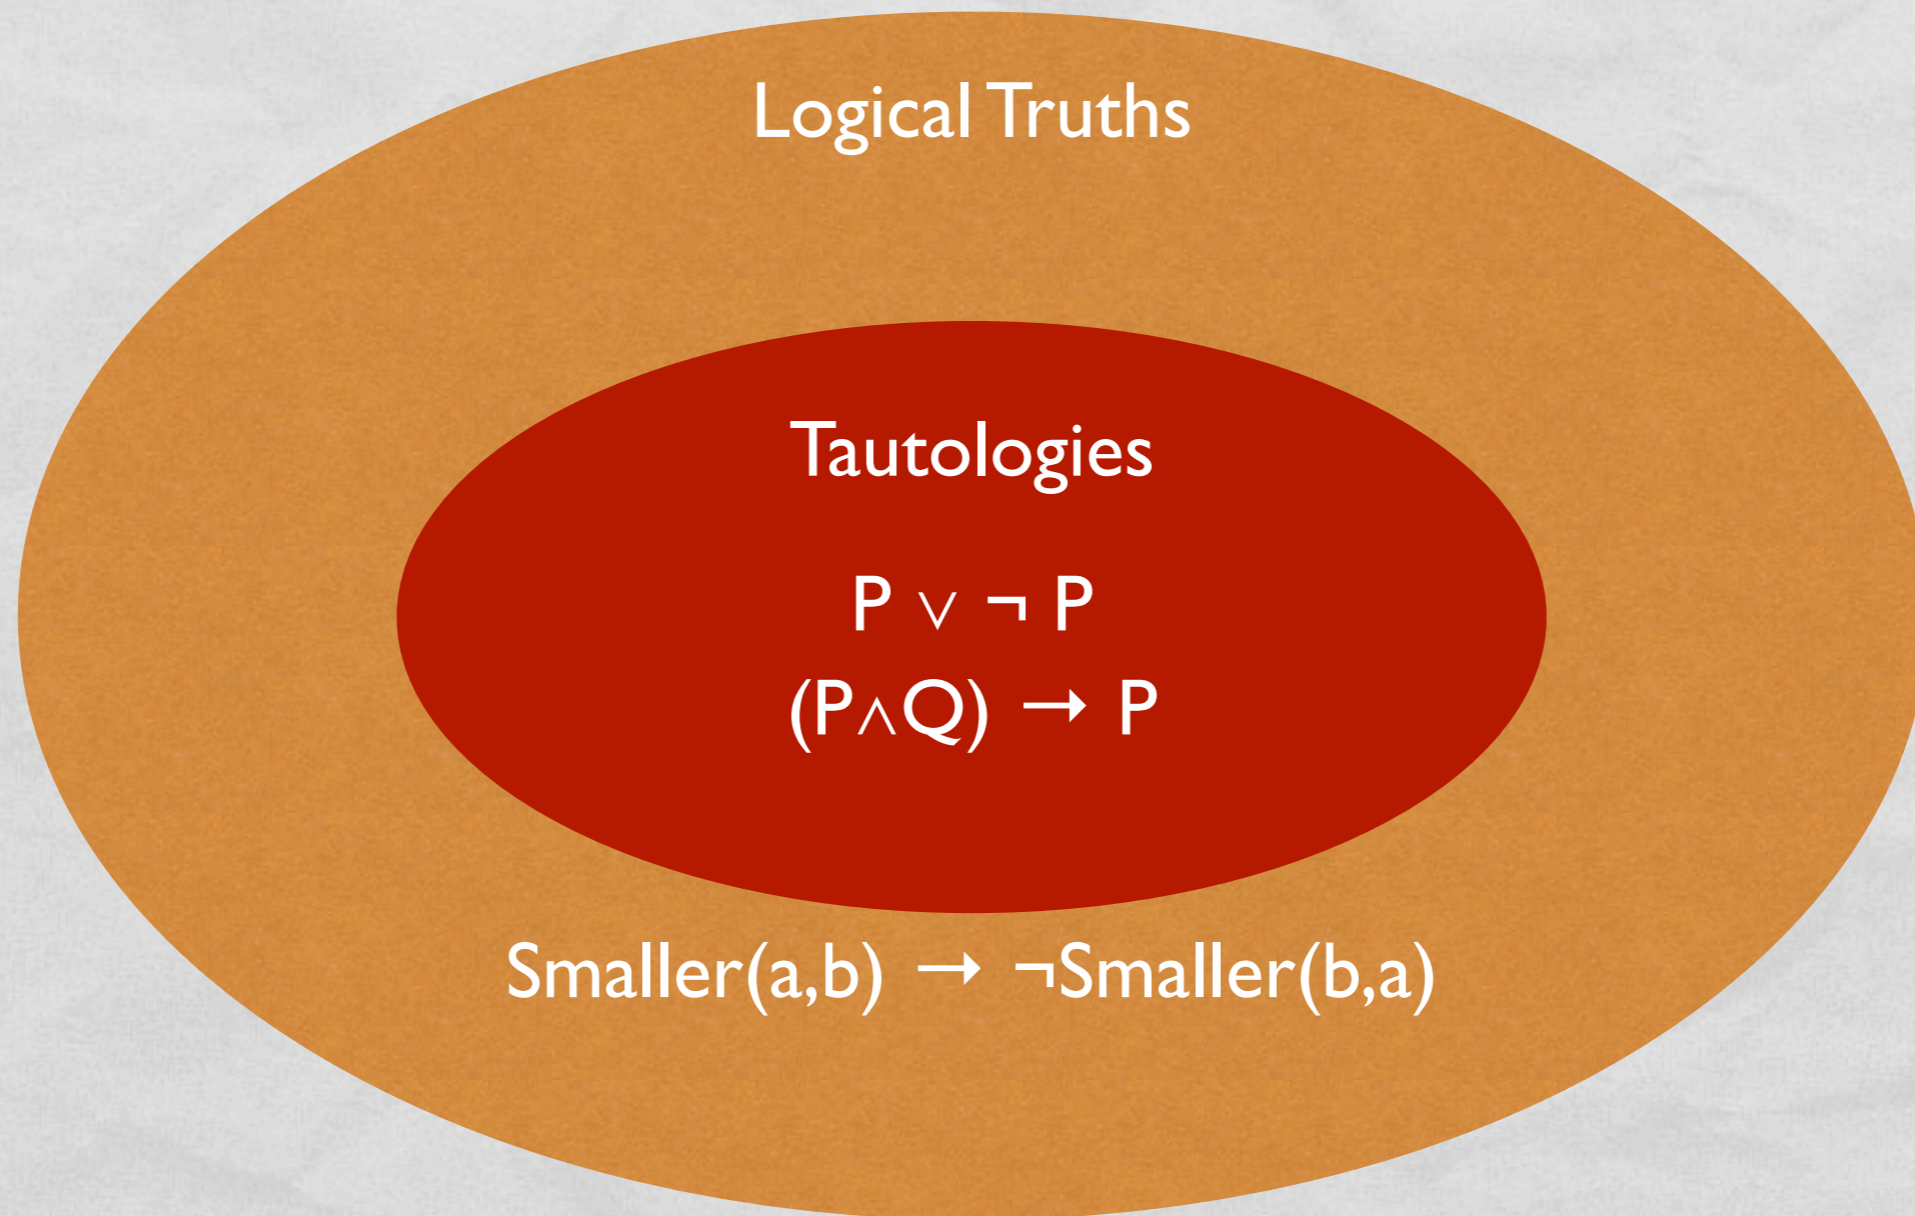 Logical Truths
Tautologies
P ∨ ¬ P
(P∧Q) → P
Smaller(a,b) → ¬Smaller(b,a)